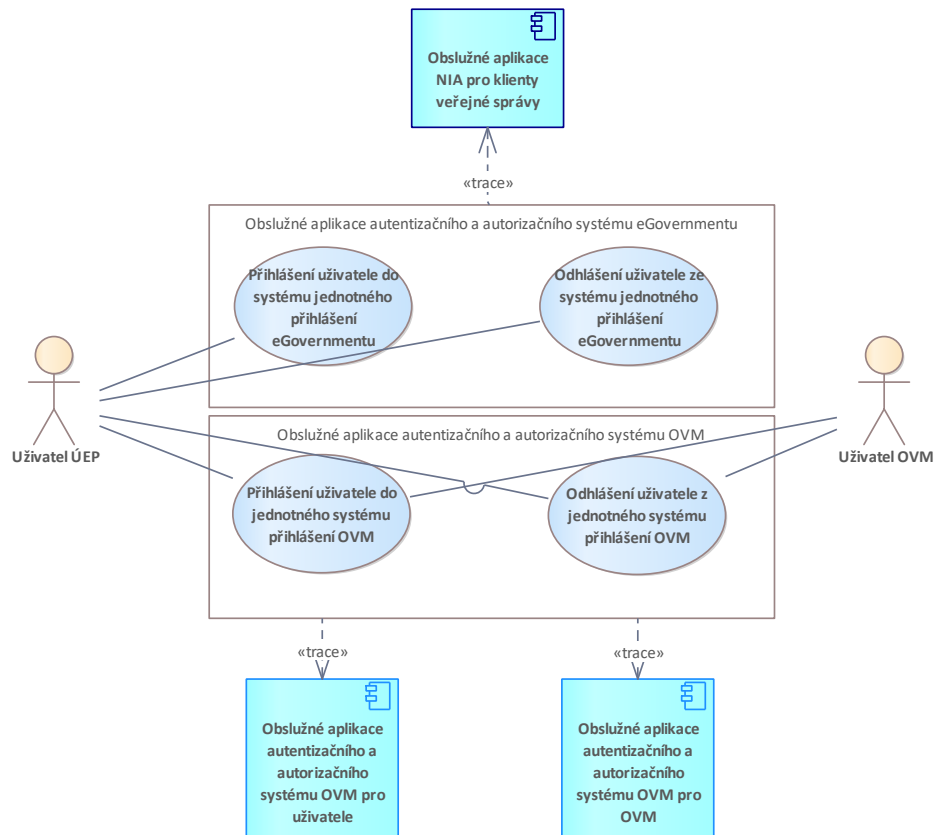 Obslužné aplikace
NIA pro klienty
veřejné správy
«trace»
Obslužné aplikace autentizačního a autorizačního systému eGovernmentu
Přihlášení uživatele do
systému jednotného
přihlášení
eGovernmentu
Odhlášení uživatele ze
systému jednotného
přihlášení
eGovernmentu
Uživatel ÚEP
Uživatel OVM
Obslužné aplikace autentizačního a autorizačního systému OVM
Přihlášení uživatele do
jednotného systému
přihlášení OVM
Odhlášení uživatele z
jednotného systému
přihlášení OVM
«trace»
«trace»
Obslužné aplikace
autentizačního a
autorizačního
systému OVM pro
uživatele
Obslužné aplikace
autentizačního a
autorizačního
systému OVM pro
OVM